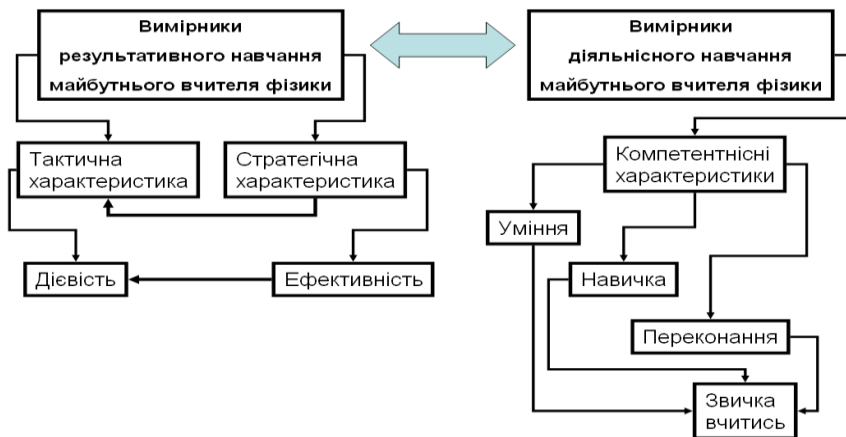 Вимірники
результативного навчання
майбутнього вчителя фізики
Вимірники
діяльнісного навчання
майбутнього вчителя фізики
Тактична
характеристика
Стратегічна
характеристика
Компетентнісні
характеристики
Уміння
Дієвість
Ефективність
Навичка
Переконання
Звичка
вчитись